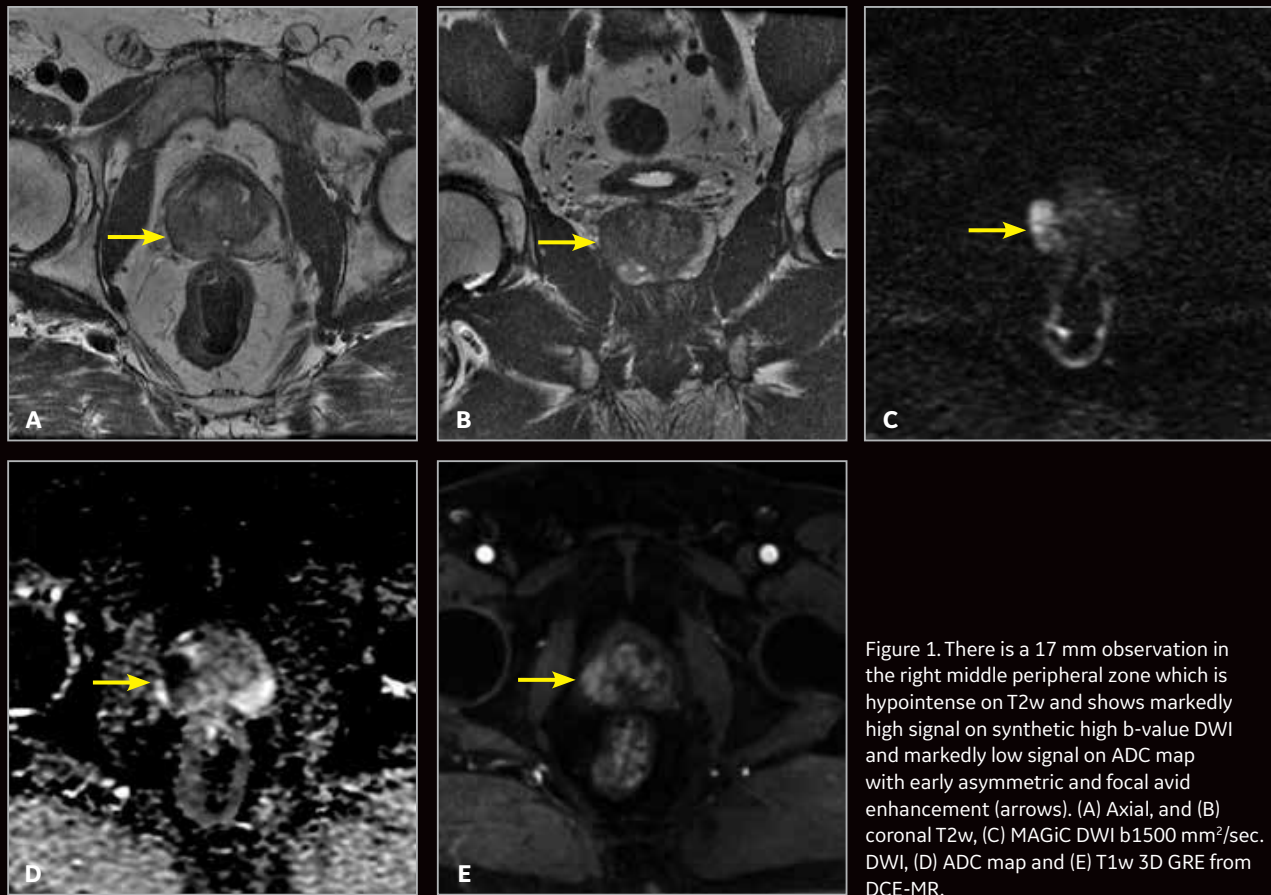 A
B
C
D
E
Figure 1. There is a 17 mm observation in
the right middle peripheral zone which is
hypointense on T2w and shows markedly
high signal on synthetic high b-value DWI
and markedly low signal on ADC map
with early asymmetric and focal avid
enhancement (arrows). (A) Axial, and (B)
coronal T2w, (C) MAGiC DWI b1500 mm²/sec.
DWI, (D) ADC map and (E) T1w 3D GRE from
DCE-MR.